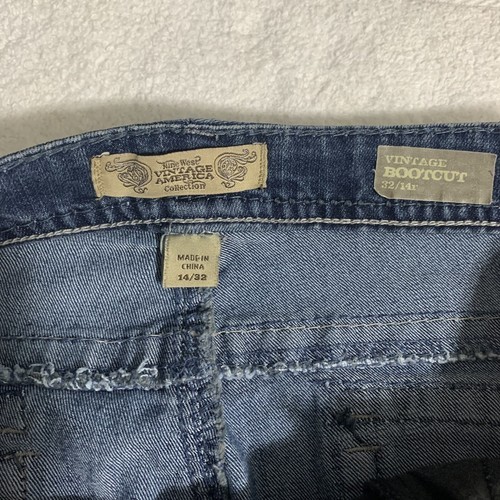 Nine West
VINTAGE
AMERICA
Collection
VINTAGE
BOOTCUT
32/14r
MADE IN
CHINA
14/32